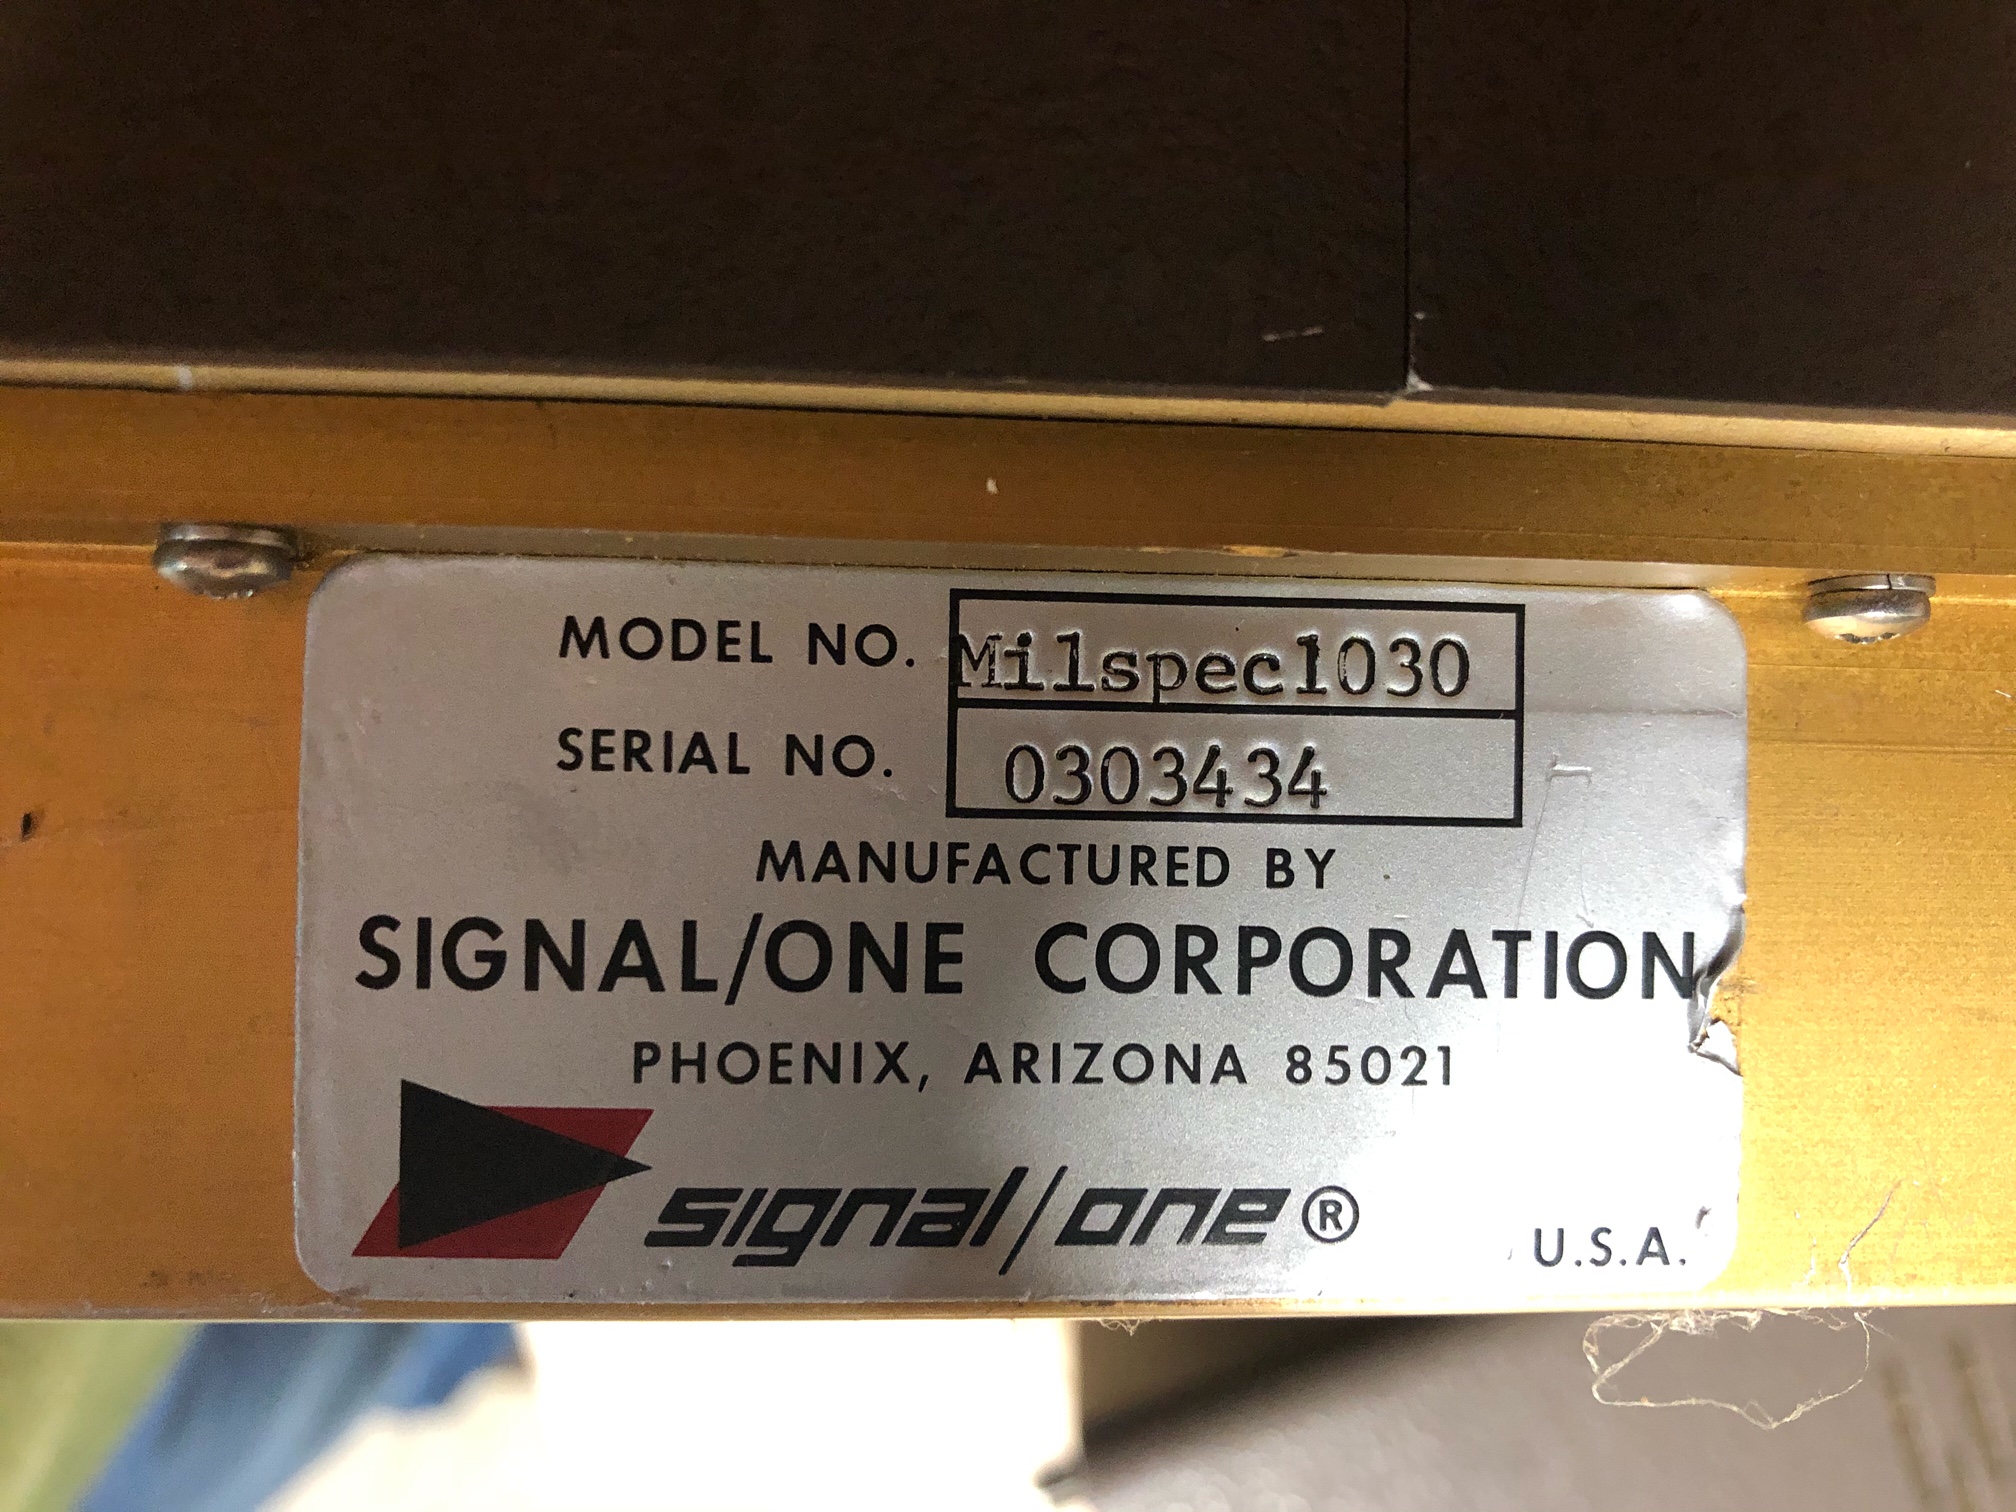 MODEL NO. Milspec1030
SERIAL NO. 0303434
MANUFACTURED BY
SIGNAL/ONE CORPORATION
PHOENIX, ARIZONA 85021
signal/one®
U.S.A.